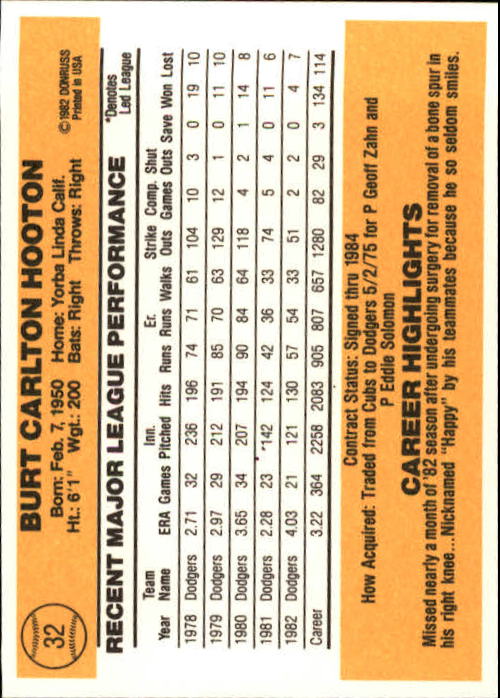 32
BURT CARLTON HOOTON
©1982 DONRUSS
Printed in USA
Born: Feb. 7, 1950 Home: Yorba Linda Calif.
Ht.: 6'1" Wgt.: 200 Bats: Right Throws: Right
RECENT MAJOR LEAGUE PERFORMANCE
*Denotes
Led League
Team Inn. Er. Strike Comp. Shut
Year Name ERA Games Pitched Hits Runs Runs Walks Outs Games Outs Save Won Lost
1978 Dodgers 2.71 32 236 196 74 71 61 104 10 3 0 19 10
1979 Dodgers 2.97 29 212 191 85 70 63 129 12 1 0 11 10
1980 Dodgers 3.65 34 207 194 90 84 64 118 4 2 1 14 8
1981 Dodgers 2.28 23 142 124 42 36 33 74 5 4 0 11 6
1982 Dodgers 4.03 21 121 130 57 54 33 51 2 2 0 4 7
Career 3.22 364 2258 2083 905 807 657 1280 82 29 3 134 114
Contract Status: Signed thru 1984
How Acquired: Traded from Cubs to Dodgers 5/2/75 for P Geoff Zahn and
P Eddie Solomon
CAREER HIGHLIGHTS
Missed nearly a month of '82 season after undergoing surgery for removal of a bone spur in
his right knee...Nicknamed "Happy" by his teammates because he so seldom smiles.